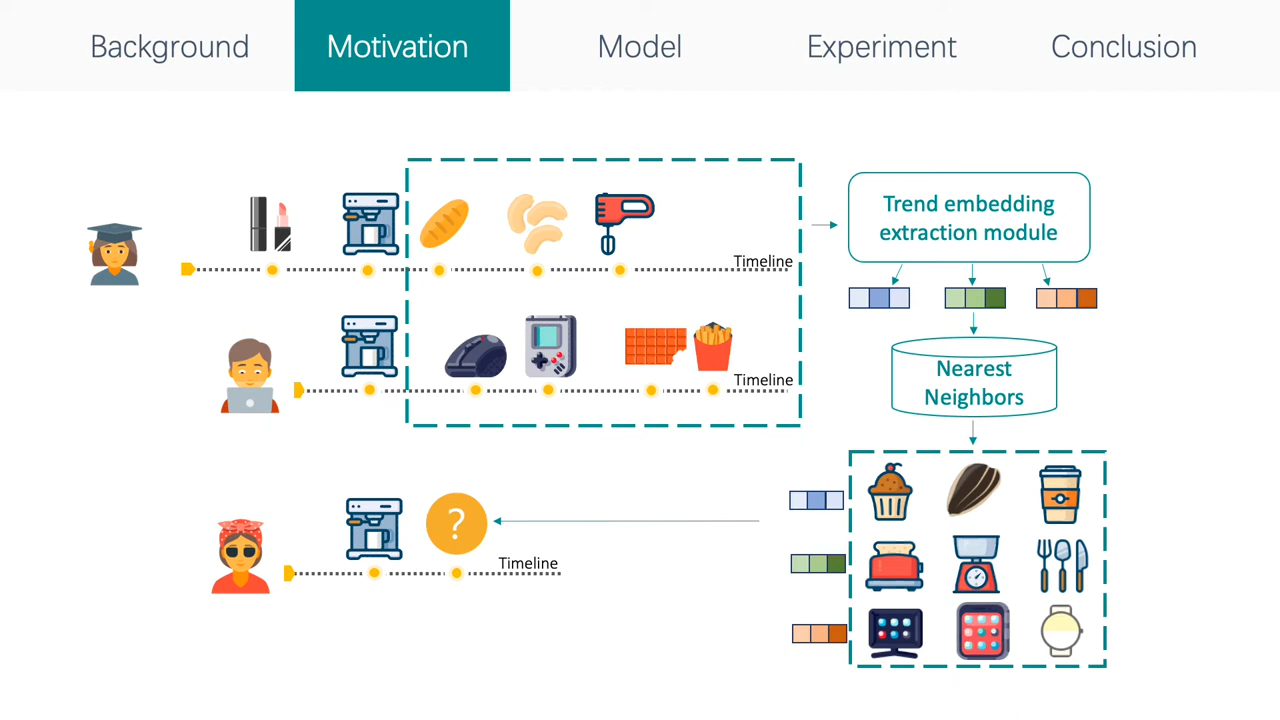 Background
Motivation
Model
Experiment
Conclusion
Timeline
Timeline
Trend embedding
extraction module
Nearest
Neighbors
?
Timeline